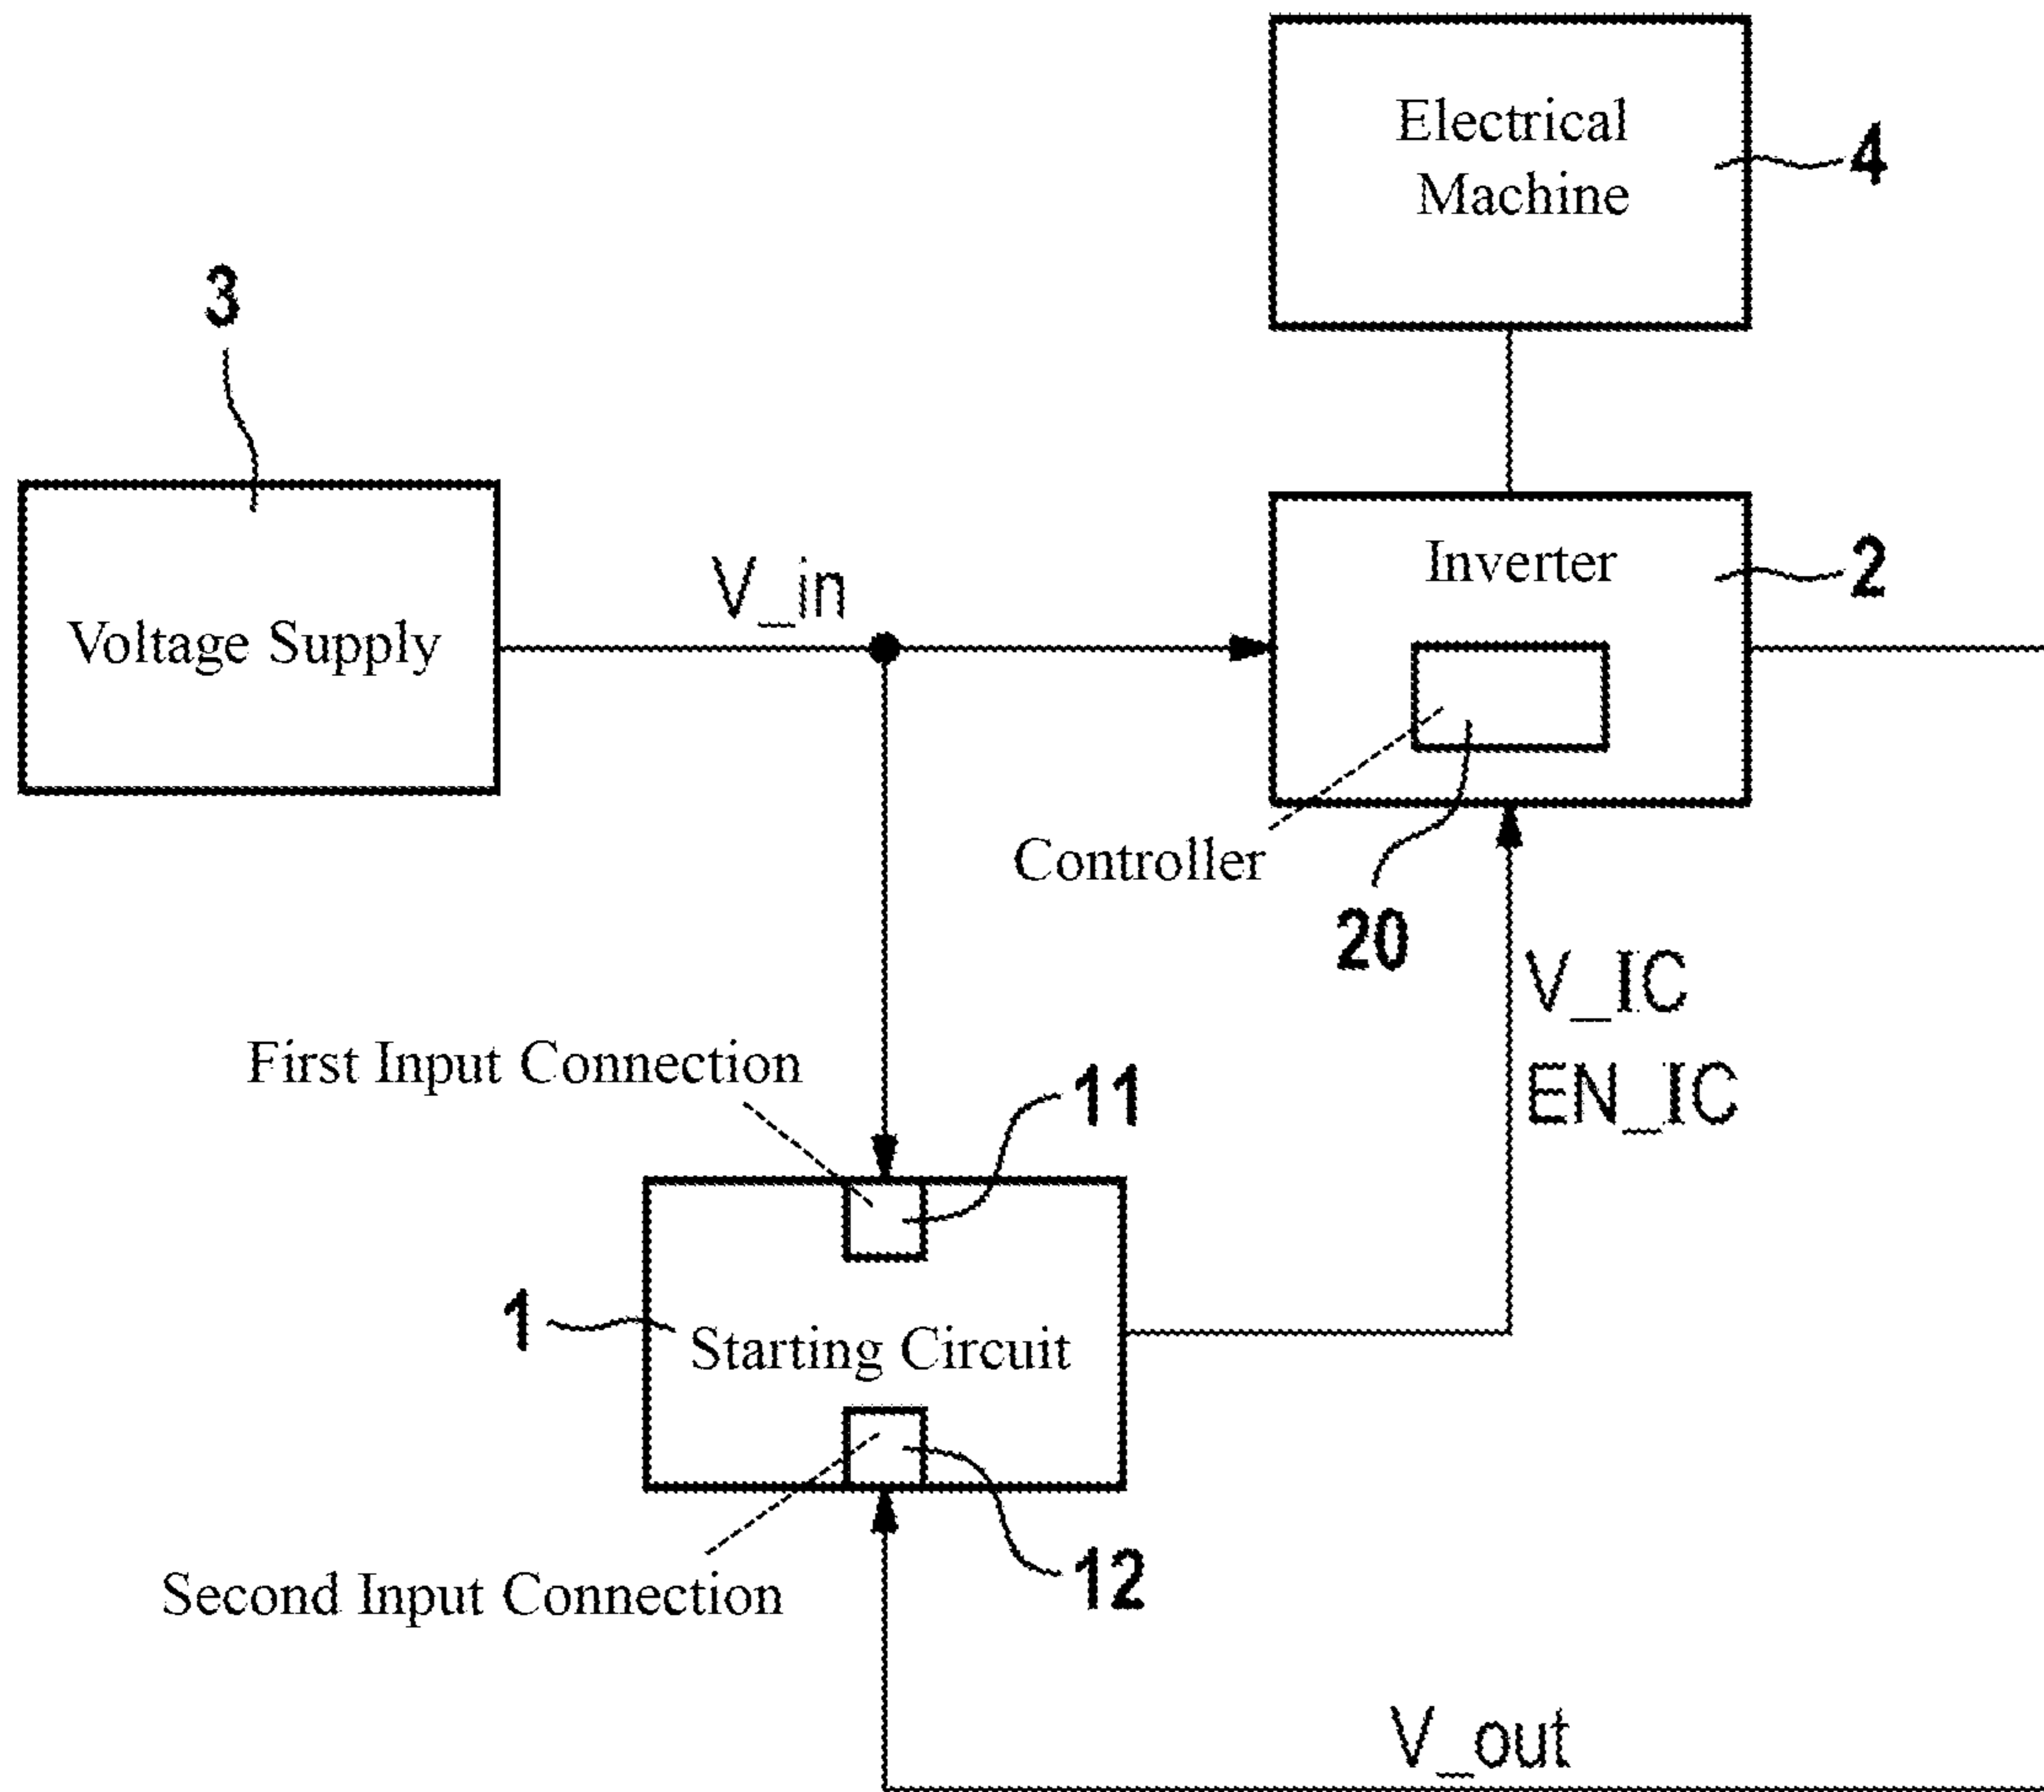 Electrical
Machine
4
3
Voltage Supply
V_in
Inverter
2
Controller
20
V_IC
EN_IC
First Input Connection
11
1
Starting Circuit
Second Input Connection
12
V_out